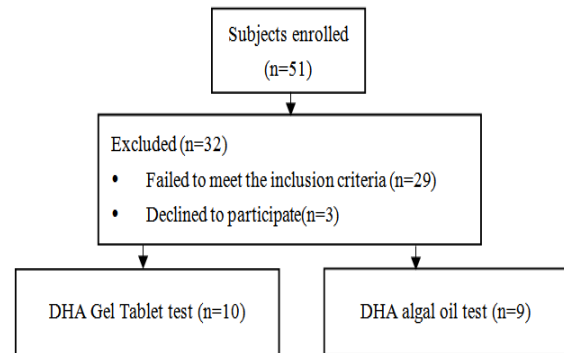 Subjects enrolled
(n=51)
Excluded (n=32)
• Failed to meet the inclusion criteria (n=29)
• Declined to participate(n=3)
DHA Gel Tablet test (n=10)
DHA algal oil test (n=9)